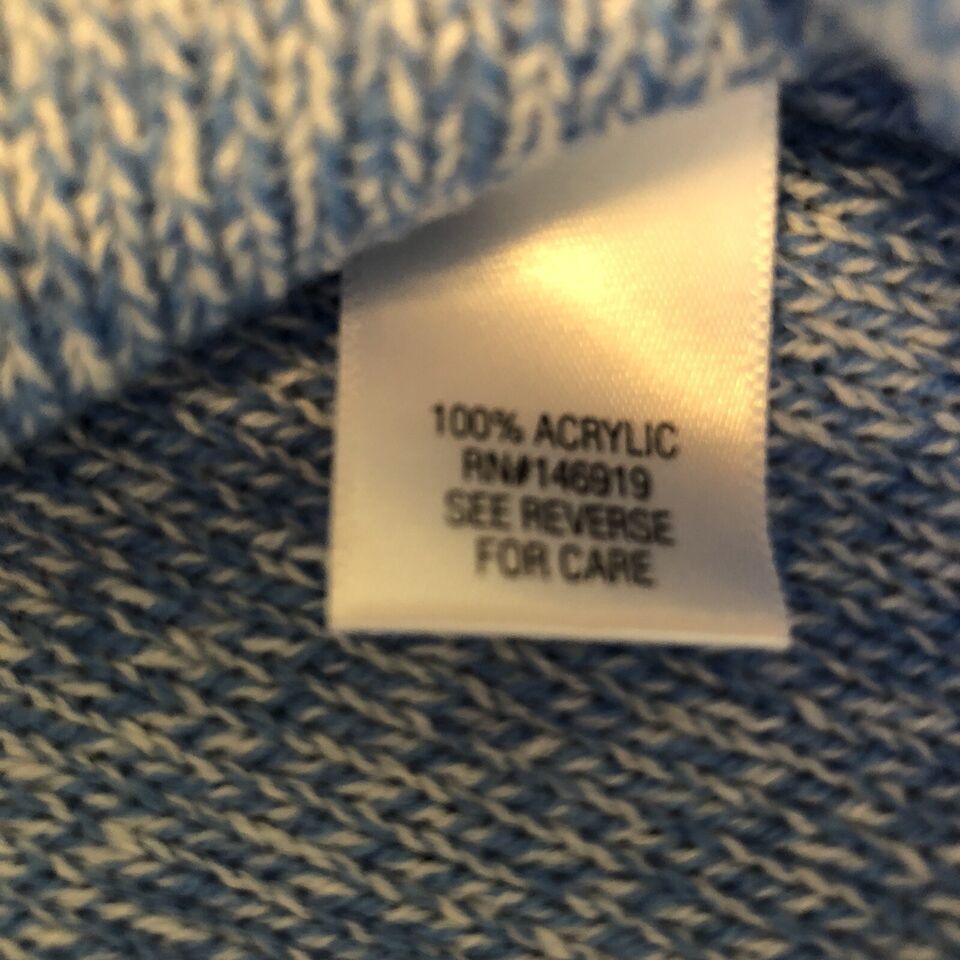 100% ACRYLIC
RN#146919
SEE REVERSE
FOR CARE